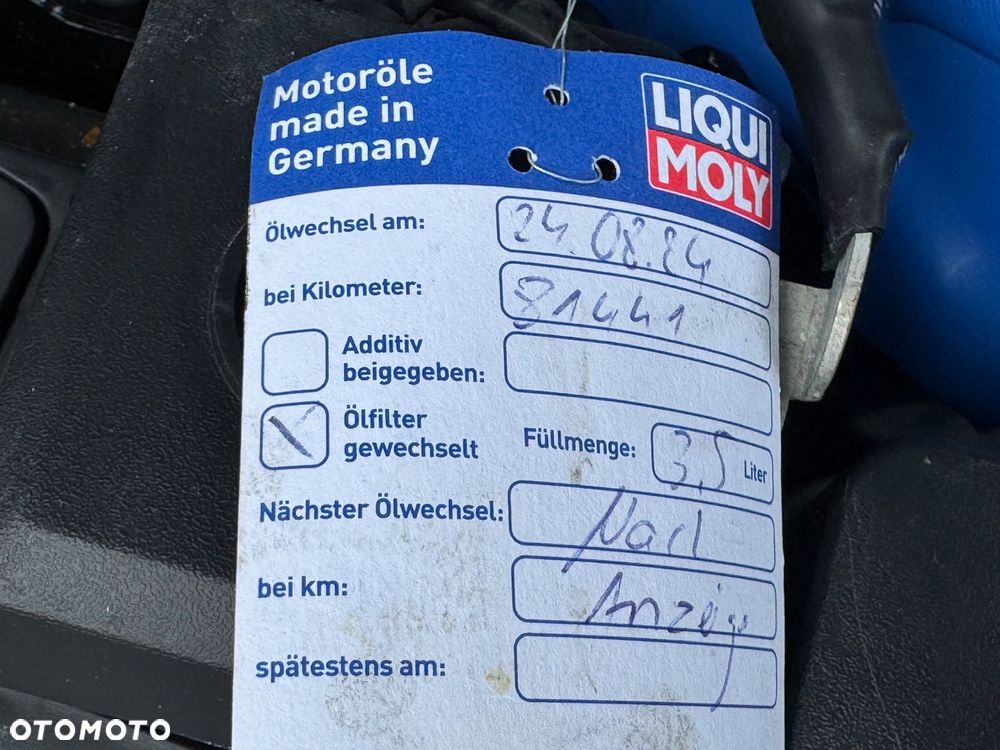 Motoröle
made in
Germany
LIQUI
MOLY
Ölwechsel am: 24.08.24
bei Kilometer: 81441
Additiv
beigegeben:
Ölfilter
gewechselt
Füllmenge: 3,5 Liter
Nächster Ölwechsel: Nach
bei km: Anzeige
spätestens am:
OTOMOTO